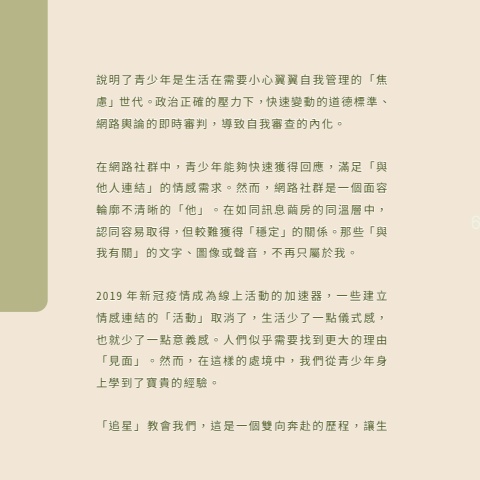 說明了青少年是生活在需要小心翼翼自我管理的「焦
慮」世代。政治正確的壓力下，快速變動的道德標準、
網路輿論的即時審判，導致自我審查的內化。
在網路社群中，青少年能夠快速獲得回應，滿足「與
他人連結」的情感需求。然而，網路社群是一個面容
輪廓不清晰的「他」。在如同訊息繭房的同溫層中，
認同容易取得，但較難獲得「穩定」的關係。那些「與
我有關」的文字、圖像或聲音，不再只屬於我。
2019 年新冠疫情成為線上活動的加速器，一些建立
情感連結的「活動」取消了，生活少了一點儀式感，
也就少了一點意義感。人們似乎需要找到更大的理由
「見面」。然而，在這樣的處境中，我們從青少年身
上學到了寶貴的經驗。
「追星」教會我們，這是一個雙向奔赴的歷程，讓生